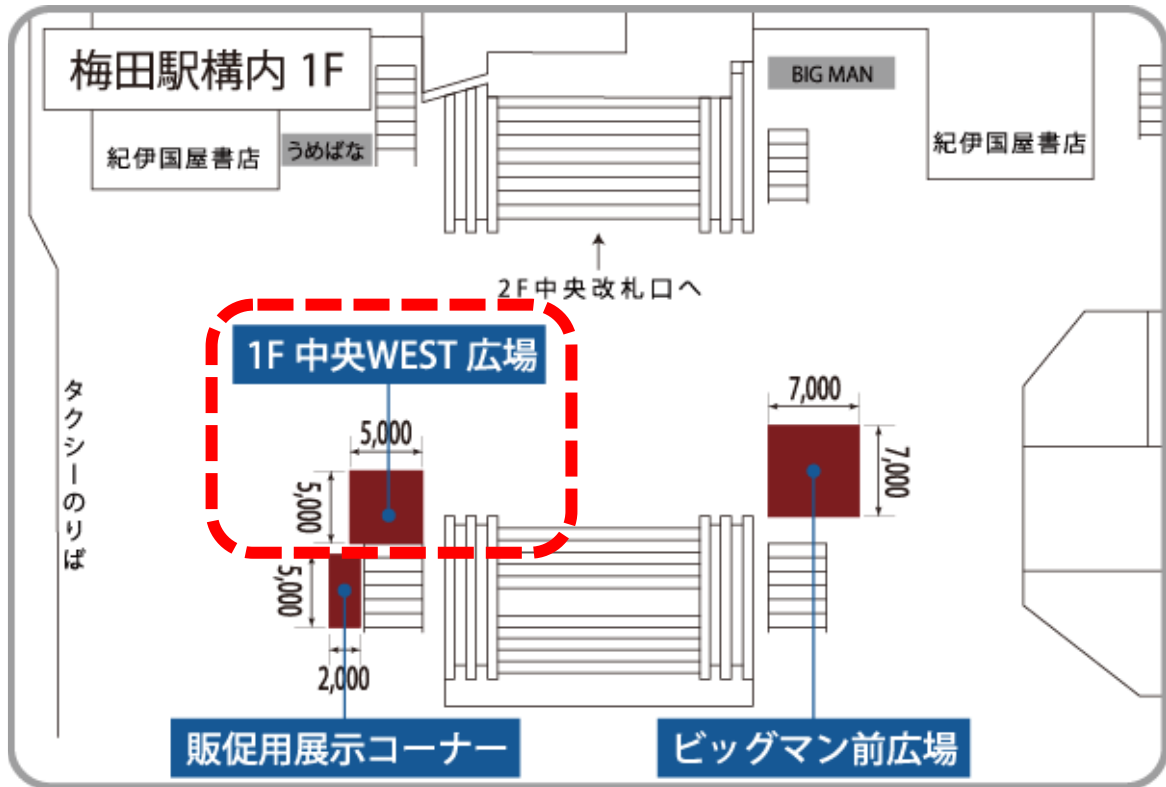 梅田駅構内 1F
BIG MAN
紀伊国屋書店
うめばな
紀伊国屋書店
2F中央改札口へ
1F 中央WEST 広場
タクシーのりば
5,000
5,000
7,000
7,000
5,000
2,000
販促用展示コーナー
ビッグマン前広場